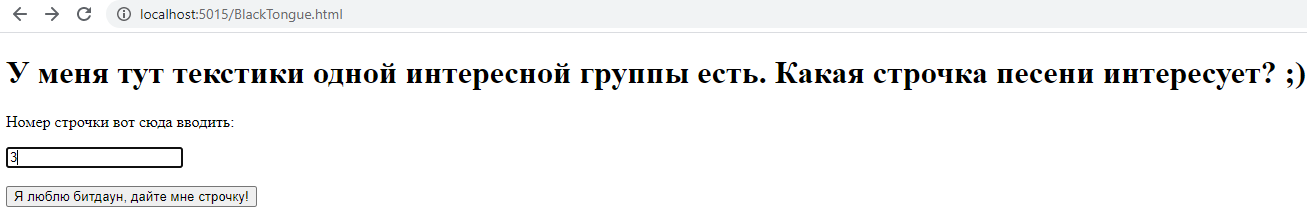 localhost:5015/BlackTongue.html
У меня тут текстики одной интересной группы есть. Какая строчка песени интересует? ;)
Номер строчки вот сюда вводить:
3
Я люблю битдаун, дайте мне строчку!